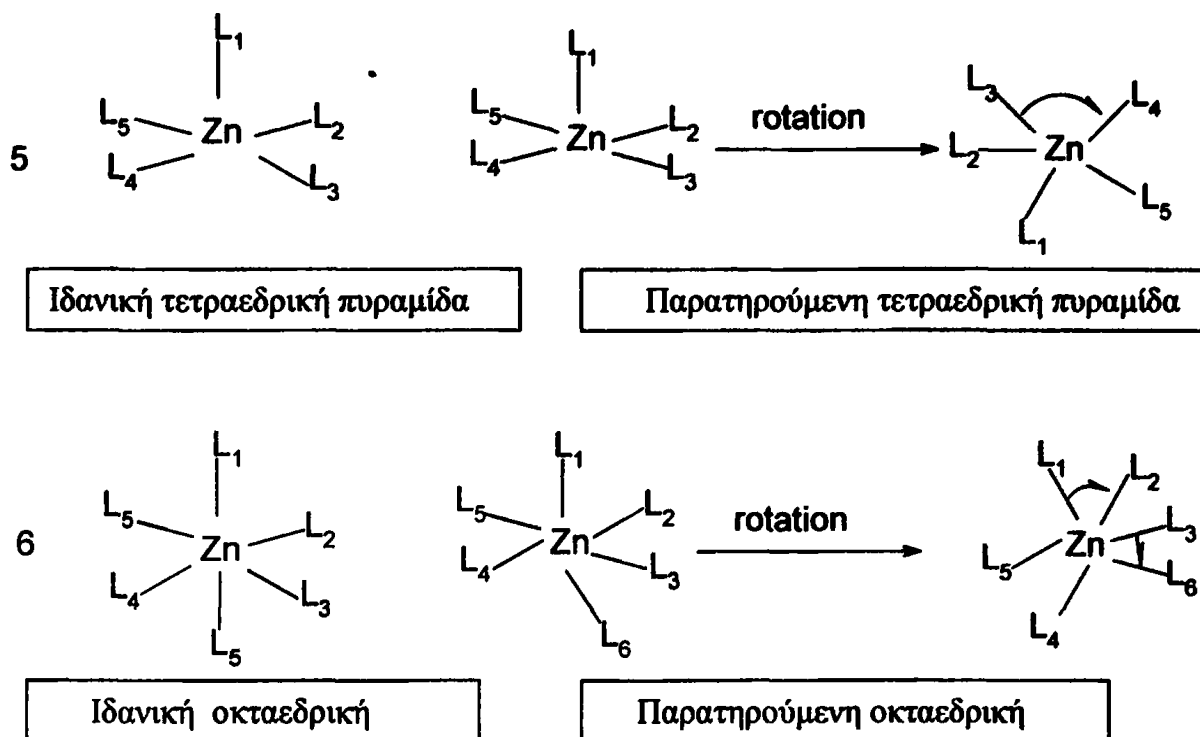 L₁ L₁
L₅ L₂ L₅ L₂ rotation L₃ L₄
5 Zn Zn L₂ Zn
L₄ L₃ L₄ L₃ L₁ L₅
Ιδανική τετραεδρική πυραμίδα Παρατηρούμενη τετραεδρική πυραμίδα
L₁ L₁ L₁ L₂
L₅ L₂ L₅ L₂ rotation L₃
6 Zn Zn Zn
L₄ L₃ L₄ L₃ L₅ L₆
L₅ L₆ L₄
Ιδανική οκταεδρική Παρατηρούμενη οκταεδρική